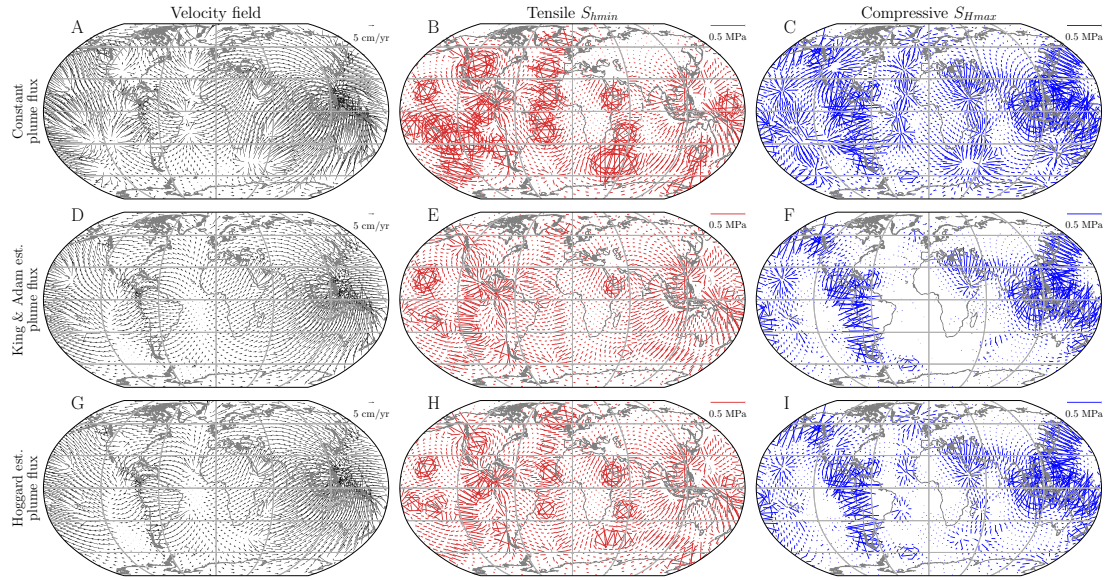 Velocity field
Tensile S_hmin
Compressive S_Hmax
Constant
plume flux
A
5 cm/yr
B
0.5 MPa
C
0.5 MPa
King & Adam est.
plume flux
D
5 cm/yr
E
0.5 MPa
F
0.5 MPa
Hoggard est.
plume flux
G
5 cm/yr
H
0.5 MPa
I
0.5 MPa